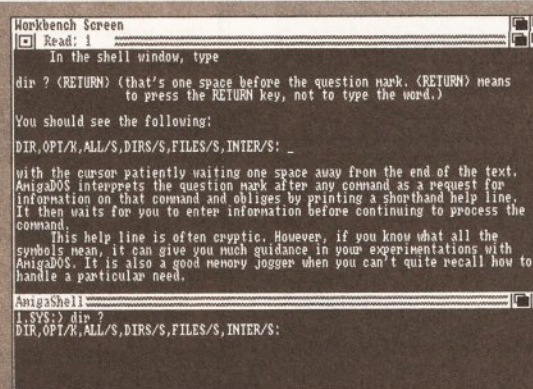 Workbench Screen
Read: 1
In the shell window, type
dir ? <RETURN> (that's one space before the question mark. <RETURN> means
to press the RETURN key, not to type the word.)
You should see the following:
DIR,OPT/K,ALL/S,DIRS/S,FILES/S,INTER/S: _
with the cursor patiently waiting one space away from the end of the text.
AmigaDOS interprets the question mark after any command as a request for
information on that command and obliges by printing a shorthand help line.
It then waits for you to enter information before continuing to process the
command.
This help line is often cryptic. However, if you know what all the
symbols mean, it can give you much guidance in your experimentations with
AmigaDOS. It is also a good memory jogger when you can't quite recall how to
handle a particular need.
AmigaShell
1.SYS:> dir ?
DIR,OPT/K,ALL/S,DIRS/S,FILES/S,INTER/S: